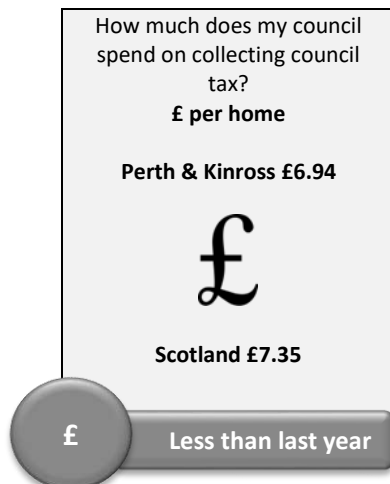 How much does my council
spend on collecting council
tax?
£ per home
Perth & Kinross £6.94
£
Scotland £7.35
£
Less than last year